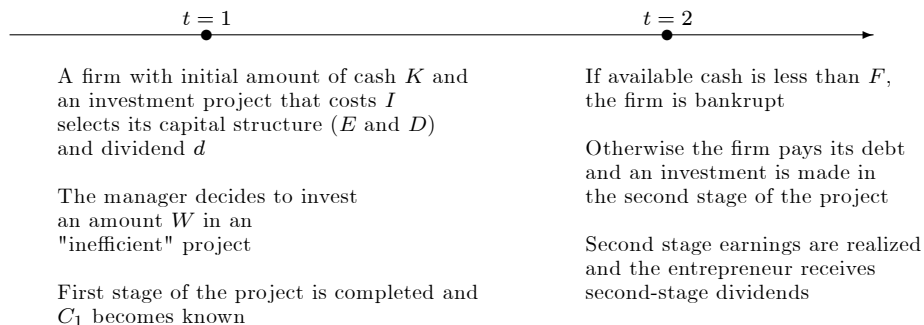 t = 1
t = 2
A firm with initial amount of cash K and
an investment project that costs I
selects its capital structure (E and D)
and dividend d
The manager decides to invest
an amount W in an
"inefficient" project
First stage of the project is completed and
C₁ becomes known
If available cash is less than F,
the firm is bankrupt
Otherwise the firm pays its debt
and an investment is made in
the second stage of the project
Second stage earnings are realized
and the entrepreneur receives
second-stage dividends